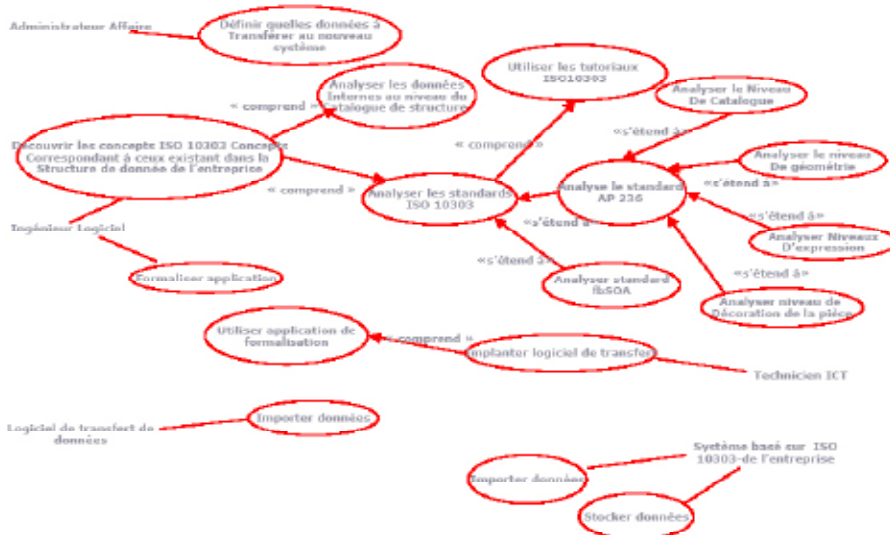 Administrateur Affaire
Définir quelles données à
Transférer au nouveau
système
Analyser les données
Internes au niveau du
Catalogue de structure
Utiliser les tutoriaux
ISO10303
Analyser le Niveau
De Catalogue
« comprend »
«s'étend à»
Découvrir les concepts ISO 10303 Concepts
Correspondant à ceux existant dans la
Structure de donnée de l'entreprise
« comprend »
Analyser le niveau
De géométrie
« comprend »
Analyser les standards
ISO 10303
Analyse le standard
AP 236
«s'étend à»
«s'étend à»
«s'étend à»
Ingénieur Logiciel
Analyser Niveaux
D'expression
«s'étend à»
«s'étend à»
Formaliser application
Analyser standard
Analyser niveau de
Décoration de la pièce
Utiliser application de
formalisation
« comprend »
Implanter logiciel de transfert
Technicien ICT
Logiciel de transfert de
données
Importer données
Système basé sur ISO
10303-de l'entreprise
Importer données
Stocker données